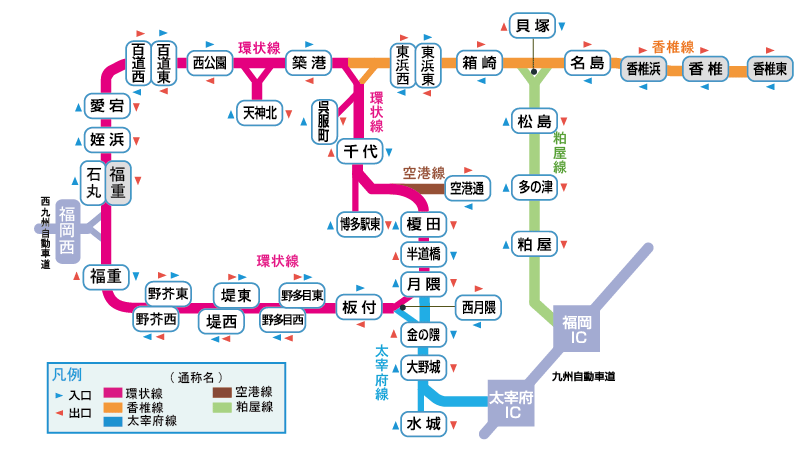 貝塚
環状線
香椎線
百道西
百道東
西公園
築港
東浜西
東浜東
箱崎
名島
香椎浜
香椎
香椎東
愛宕
天神北
呉服町
環状線
松島
粕屋線
姪浜
千代
石丸
福重
空港線
空港通
多の津
西九州自動車道
福岡西
博多駅東
榎田
粕屋
半道橋
環状線
福重
野芥東
堤東
野多目東
月隈
野芥西
堤西
野多目西
板付
西月隈
福岡IC
金の隈
太宰府線
大野城
九州自動車道
太宰府IC
水城
凡例
(通称名)
入口
出口
環状線
香椎線
太宰府線
空港線
粕屋線